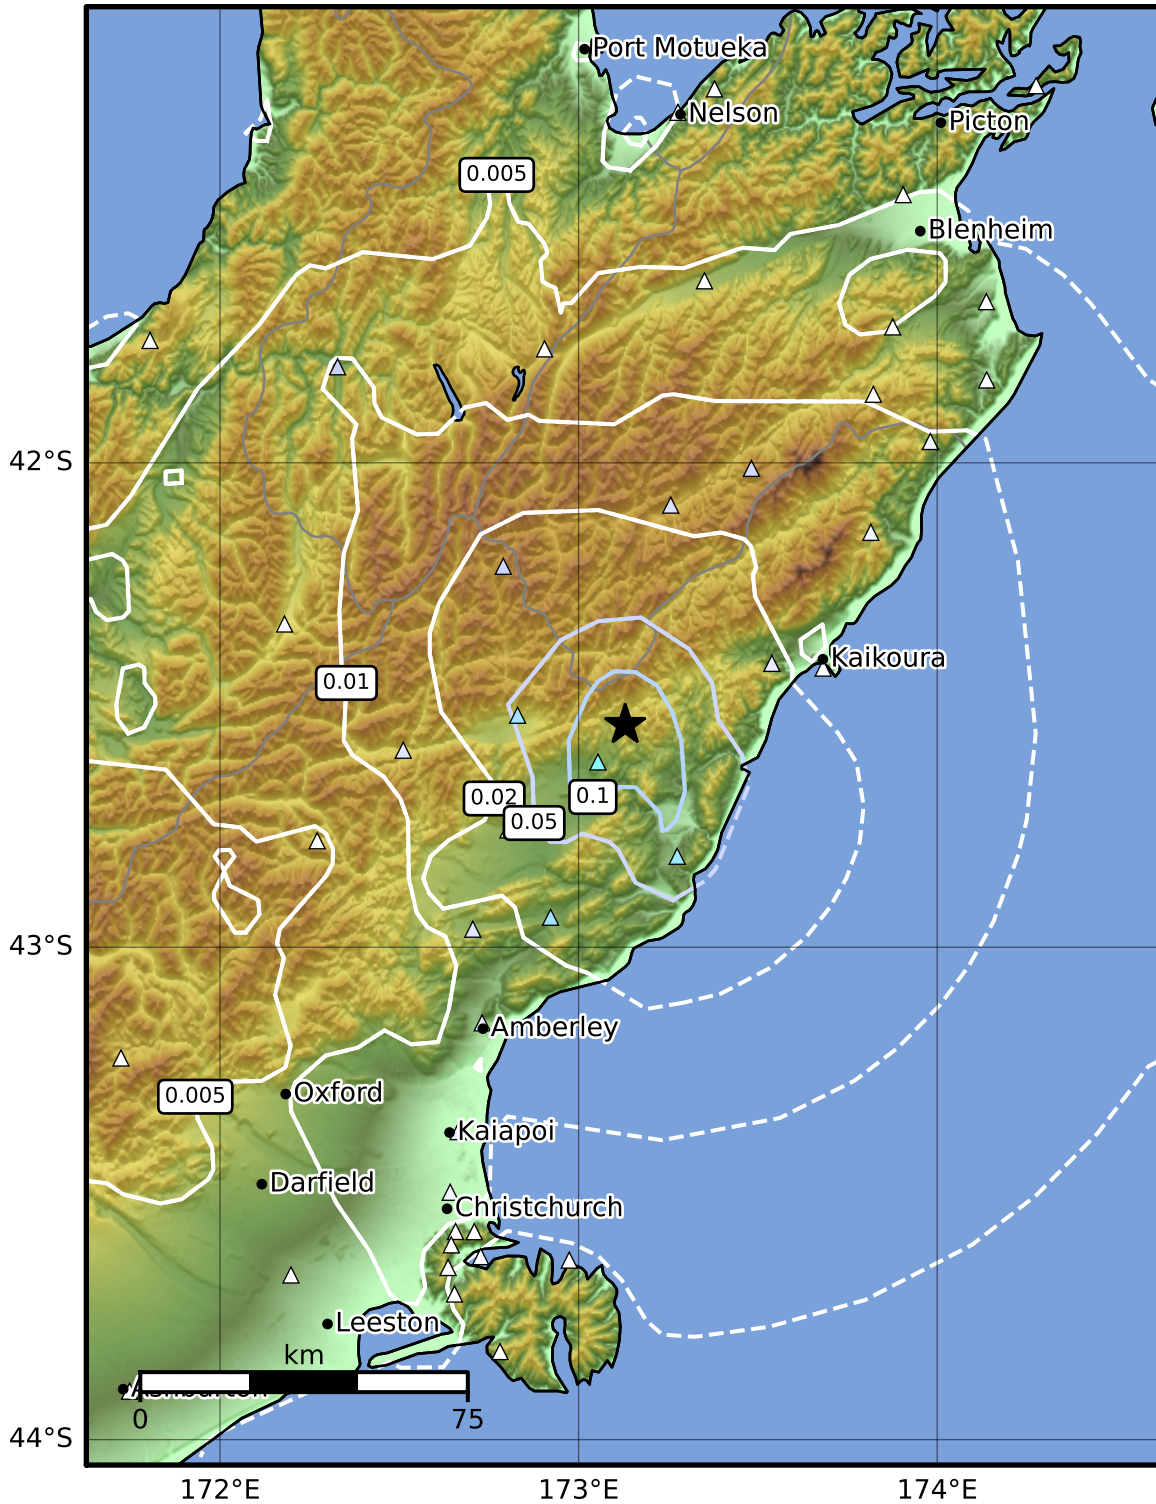 Port Motueka
Nelson
Picton
0.005
Blenheim
42°S
Kaikoura
0.01
0.02
0.1
0.05
43°S
Amberley
Oxford
0.005
Kaiapoi
Darfield
Christchurch
Leeston
km
Ashburton
0
75
44°S
172°E
173°E
174°E